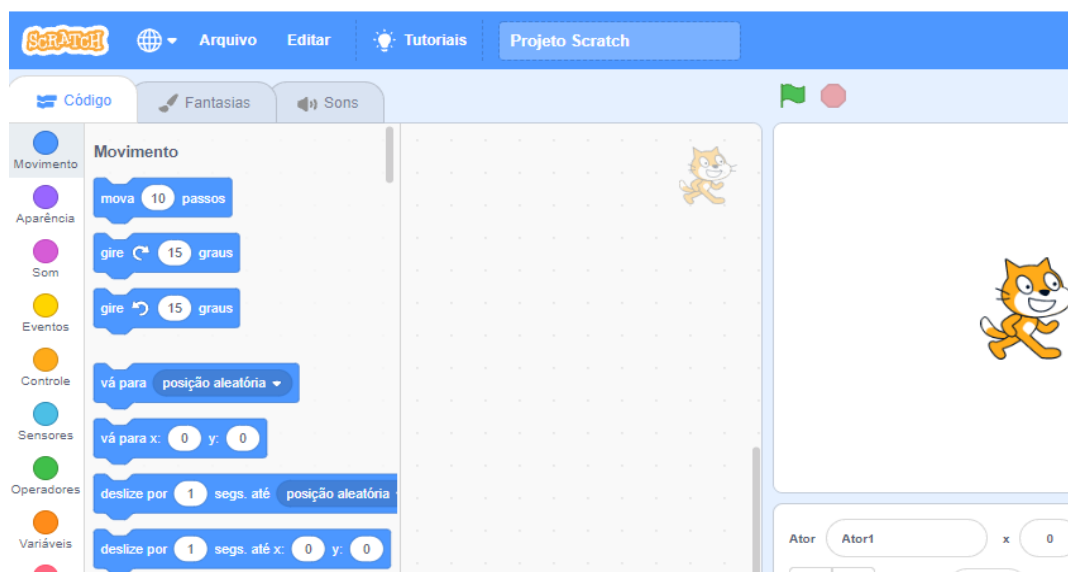 SCRATCH Arquivo Editar Tutoriais Projeto Scratch
Código Fantasias Sons
Movimento
Aparência
Som
Eventos
Controle
Sensores
Operadores
Variáveis
Movimento
mova 10 passos
gire 15 graus
gire 15 graus
vá para posição aleatória
vá para x: 0 y: 0
deslize por 1 segs. até posição aleatória
deslize por 1 segs. até x: 0 y: 0
Ator Ator1 x 0